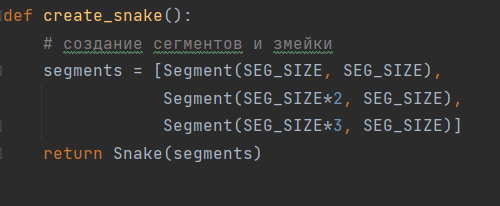 def create_snake():
    # создание сегментов и змейки
    segments = [Segment(SEG_SIZE, SEG_SIZE),
                Segment(SEG_SIZE*2, SEG_SIZE),
                Segment(SEG_SIZE*3, SEG_SIZE)]
    return Snake(segments)